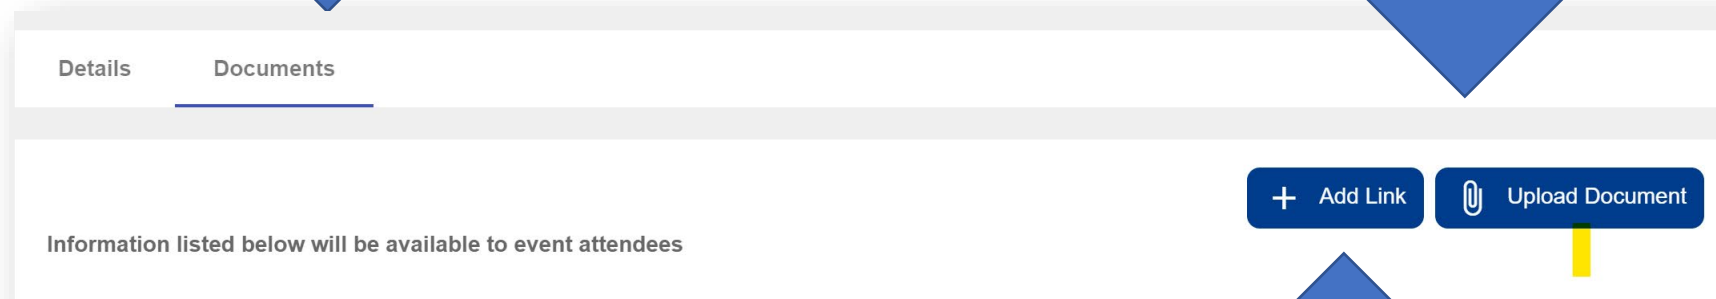 Details Documents
Add Link Upload Document
Information listed below will be available to event attendees